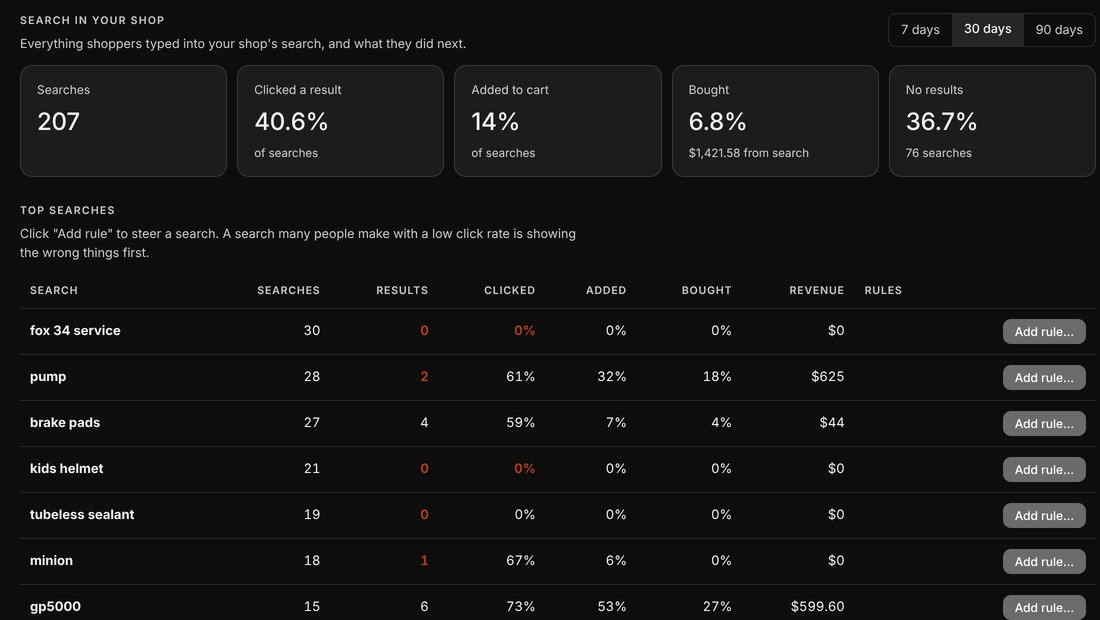 SEARCH IN YOUR SHOP
Everything shoppers typed into your shop's search, and what they did next.
7 days 30 days 90 days
Searches
207
Clicked a result
40.6%
of searches
Added to cart
14%
of searches
Bought
6.8%
$1,421.58 from search
No results
36.7%
76 searches
TOP SEARCHES
Click "Add rule" to steer a search. A search many people make with a low click rate is showing
the wrong things first.
SEARCH SEARCHES RESULTS CLICKED ADDED BOUGHT REVENUE RULES
fox 34 service 30 0 0% 0% 0% $0 Add rule...
pump 28 2 61% 32% 18% $625 Add rule...
brake pads 27 4 59% 7% 4% $44 Add rule...
kids helmet 21 0 0% 0% 0% $0 Add rule...
tubeless sealant 19 0 0% 0% 0% $0 Add rule...
minion 18 1 67% 6% 0% $0 Add rule...
gp5000 15 6 73% 53% 27% $599.60 Add rule...